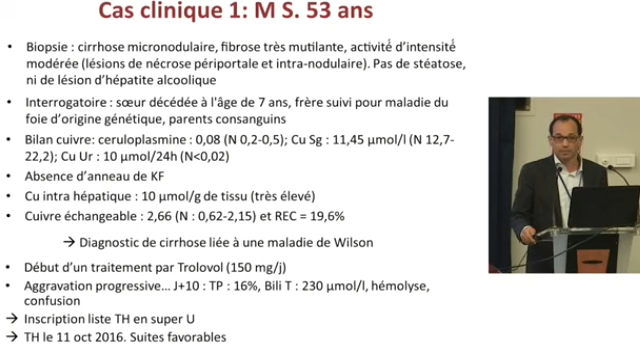 Cas clinique 1: M S. 53 ans
• Biopsie : cirrhose micronodulaire, fibrose très mutilante, activité d’intensité
modérée (lésions de nécrose périportale et intra-nodulaire). Pas de stéatose,
ni de lésion d’hépatite alcoolique
• Interrogatoire : sœur décédée à l'âge de 7 ans, frère suivi pour maladie du
foie d’origine génétique, parents consanguins
• Bilan cuivre: ceruloplasmine : 0,08 (N 0,2-0,5); Cu Sg : 11,45 µmol/l (N 12,7-
22,2); Cu Ur : 10 µmol/24h (N<0,02)
• Absence d’anneau de KF
• Cu intra hépatique : 10 µmol/g de tissu (très élevé)
• Cuivre échangeable : 2,66 (N : 0,62-2,15) et REC = 19,6%
→ Diagnostic de cirrhose liée à une maladie de Wilson
• Début d’un traitement par Trolovol (150 mg/j)
• Aggravation progressive… J+10 : TP : 16%, Bili T : 230 µmol/l, hémolyse,
confusion
→ Inscription liste TH en super U
→ TH le 11 oct 2016. Suites favorables